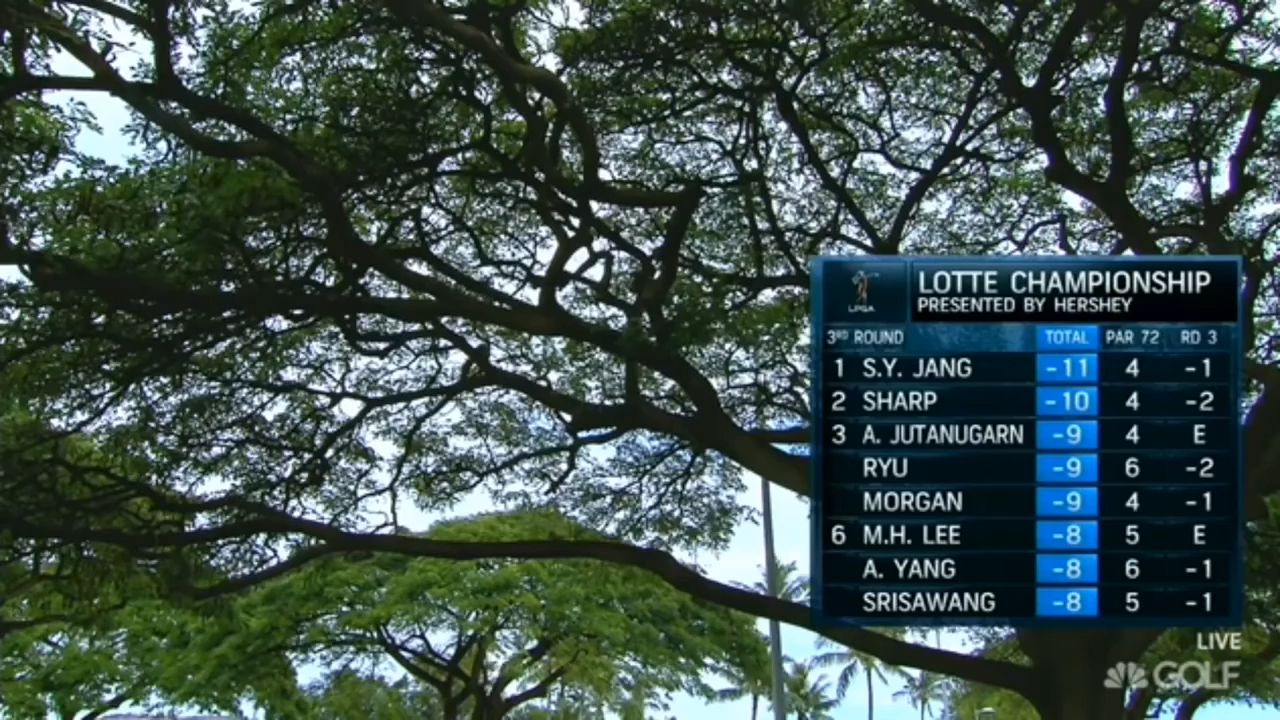 LPGA
LOTTE CHAMPIONSHIP
PRESENTED BY HERSHEY
3RD ROUND TOTAL PAR 72 RD 3
1 S.Y. JANG -11 4 -1
2 SHARP -10 4 -2
3 A. JUTANUGARN -9 4 E
RYU -9 6 -2
MORGAN -9 4 -1
6 M.H. LEE -8 5 E
A. YANG -8 6 -1
SRISAWANG -8 5 -1
LIVE
GOLF